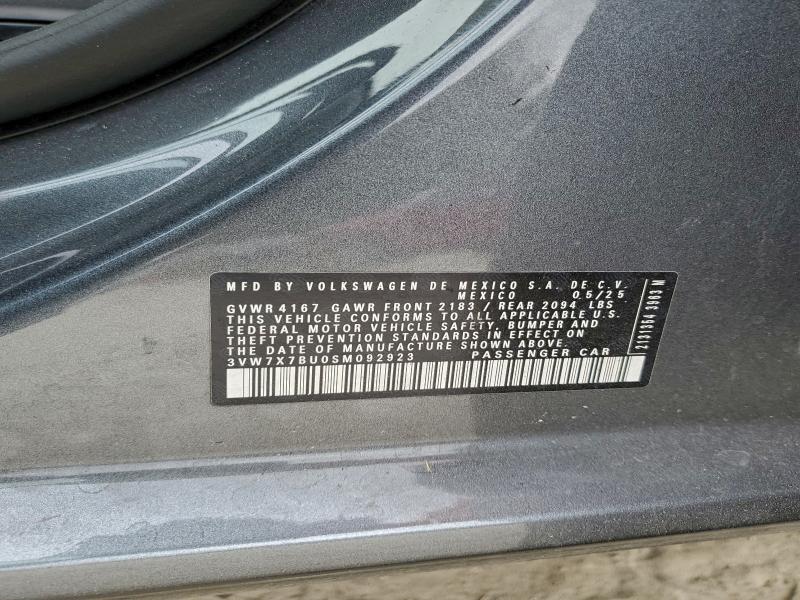 MFD BY VOLKSWAGEN DE MEXICO S.A. DE C.V.
MEXICO 05/25
GVWR 4167 GAWR FRONT 2183 / REAR 2094 LBS
THIS VEHICLE CONFORMS TO ALL APPLICABLE U.S.
FEDERAL MOTOR VEHICLE SAFETY, BUMPER AND
THEFT PREVENTION STANDARDS IN EFFECT ON
THE DATE OF MANUFACTURE SHOWN ABOVE.
3VW7X7BU0SM092923 PASSENGER CAR
2131354 3963 M